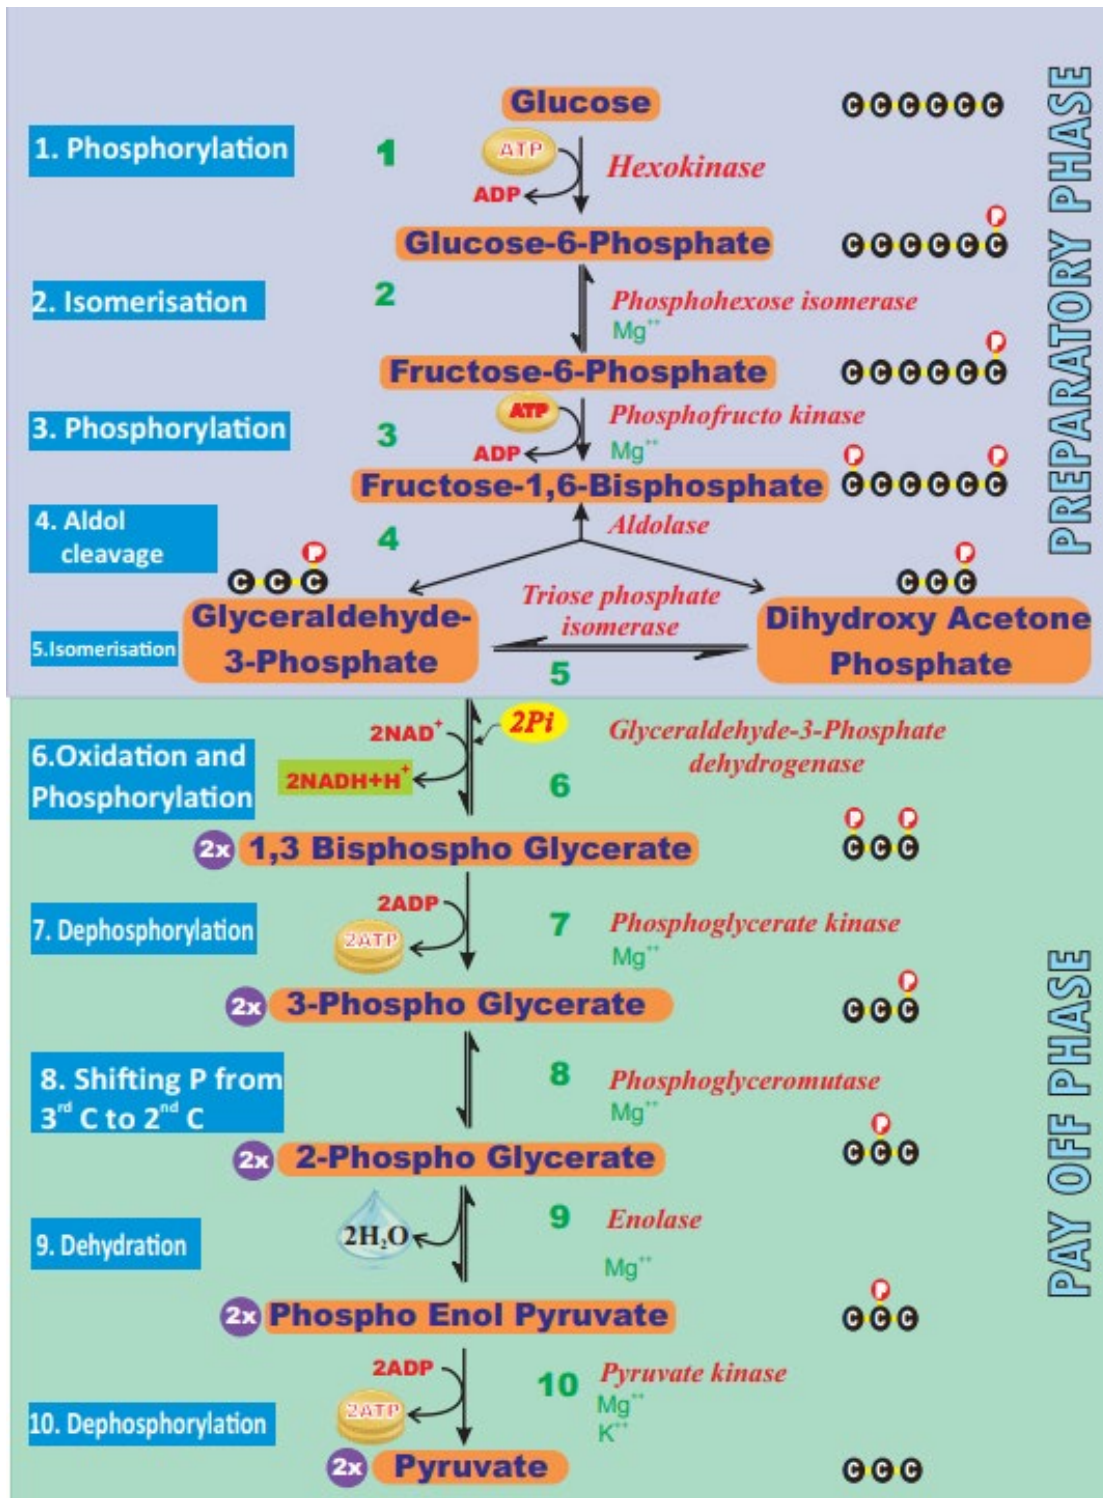 Glucose
C C C C C C
1. Phosphorylation
1
ATP
ADP
Hexokinase
PREPARATORY PHASE
P
Glucose-6-Phosphate
C C C C C C
2. Isomerisation
2
Phosphohexose isomerase
Mg⁺⁺
P
Fructose-6-Phosphate
C C C C C C
3. Phosphorylation
3
ATP
ADP
Phosphofructo kinase
Mg⁺⁺
P P
Fructose-1,6-Bisphosphate
C C C C C C
4. Aldol
cleavage
4
Aldolase
P
C C C
P
C C C
Glyceraldehyde-
3-Phosphate
Triose phosphate
isomerase
Dihydroxy Acetone
Phosphate
5.Isomerisation
5
6.Oxidation and
Phosphorylation
2NAD⁺
2Pi
2NADH+H⁺
6
Glyceraldehyde-3-Phosphate
dehydrogenase
P P
2x 1,3 Bisphospho Glycerate
C C C
7. Dephosphorylation
2ADP
2ATP
7
Phosphoglycerate kinase
Mg⁺⁺
PAY OFF PHASE
P
2x 3-Phospho Glycerate
C C C
8. Shifting P from
3ʳᵈ C to 2ⁿᵈ C
8
Phosphoglyceromutase
Mg⁺⁺
P
2x 2-Phospho Glycerate
C C C
9. Dehydration
2H₂O
9
Enolase
Mg⁺⁺
P
2x Phospho Enol Pyruvate
C C C
10. Dephosphorylation
2ADP
2ATP
10
Pyruvate kinase
Mg⁺⁺
K⁺⁺
2x Pyruvate
C C C